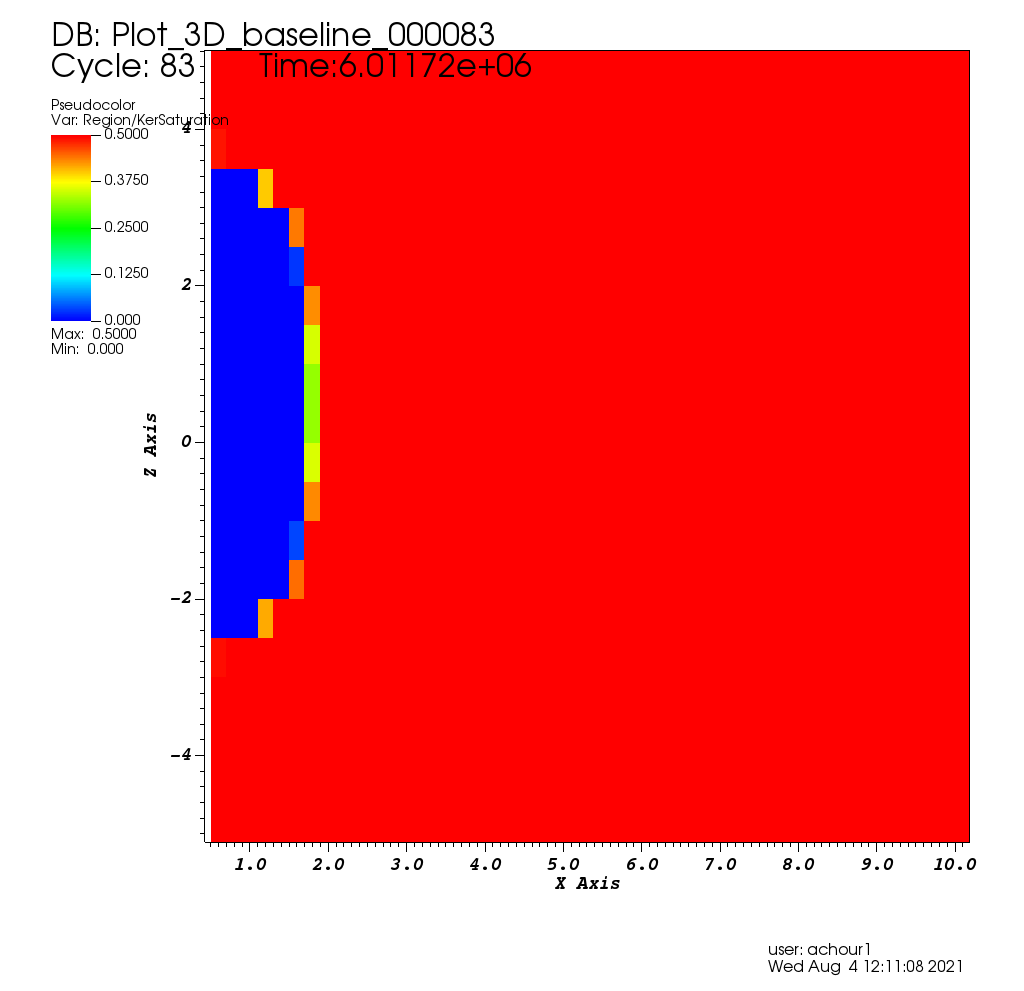 DB: Plot_3D_baseline_000083
Cycle: 83 Time:6.01172e+06
Pseudocolor
Var: Region/KerSaturation
0.5000
0.3750
0.2500
0.1250
0.000
Max: 0.5000
Min: 0.000
4
2
0
-2
-4
Z Axis
1.0 2.0 3.0 4.0 5.0 6.0 7.0 8.0 9.0 10.0
X Axis
user: achour1
Wed Aug 4 12:11:08 2021